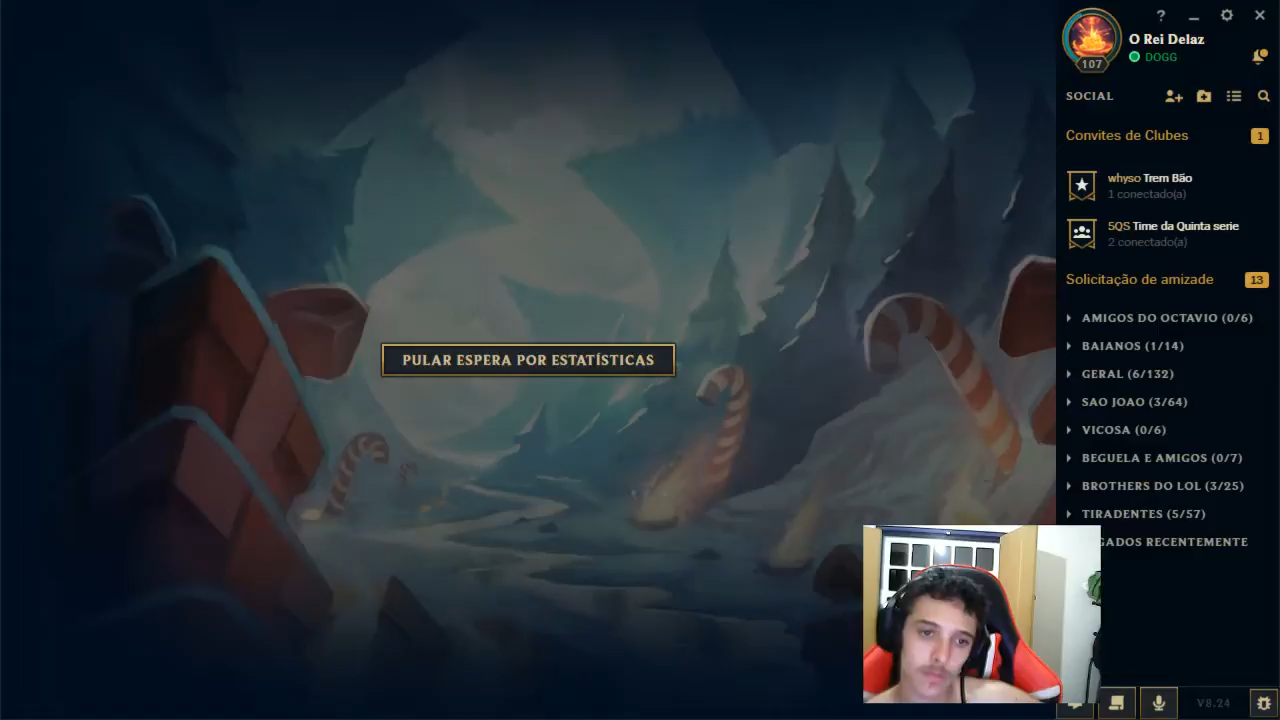 ?
O Rei Delaz
DOGG
107
SOCIAL
Convites de Clubes 1
whyso Trem Bão
1 conectado(a)
5QS Time da Quinta serie
2 conectado(a)
Solicitação de amizade 13
AMIGOS DO OCTAVIO (0/6)
BAIANOS (1/14)
GERAL (6/132)
PULAR ESPERA POR ESTATÍSTICAS
SAO JOAO (3/64)
VICOSA (0/6)
BEGUELA E AMIGOS (0/7)
BROTHERS DO LOL (3/25)
TIRADENTES (5/57)
GADOS RECENTEMENTE
V8.24